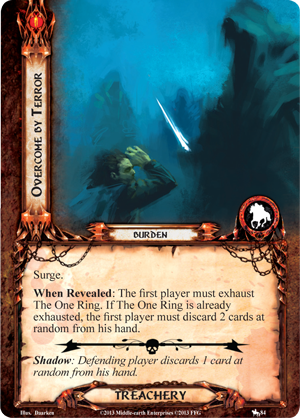 OVERCOME BY TERROR
BURDEN
Surge.
When Revealed: The first player must exhaust
The One Ring. If The One Ring is already
exhausted, the first player must discard 2 cards at
random from his hand.
Shadow: Defending player discards 1 card at
random from his hand.
Illus. Dzarken
©2013 Middle-earth Enterprises ©2013 FFG
84
TREACHERY